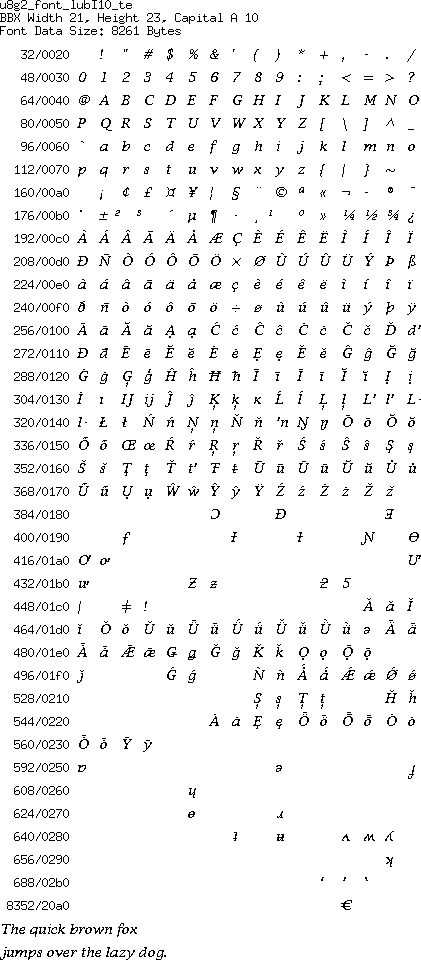 u8g2_font_lubI10_te
BBX Width 21, Height 23, Capital A 10
Font Data Size: 8261 Bytes
32/0020 ! " # $ % & ' ( ) * + , - . /
48/0030 0 1 2 3 4 5 6 7 8 9 : ; < = > ?
64/0040 @ A B C D E F G H I J K L M N O
80/0050 P Q R S T U V W X Y Z [ \ ] ^ _
96/0060 ` a b c d e f g h i j k l m n o
112/0070 p q r s t u v w x y z { | } ~
160/00a0 ¡ ¢ £ ¤ ¥ ¦ § ¨ © ª « ¬ - ® ¯
176/00b0 ° ± ² ³ ´ µ ¶ · ¸ ¹ º » ¼ ½ ¾ ¿
192/00c0 À Á Â Ã Ä Å Æ Ç È É Ê Ë Ì Í Î Ï
208/00d0 Ð Ñ Ò Ó Ô Õ Ö × Ø Ù Ú Û Ü Ý Þ ß
224/00e0 à á â ã ä å æ ç è é ê ë ì í î ï
240/00f0 ð ñ ò ó ô õ ö ÷ ø ù ú û ü ý þ ÿ
256/0100 Ā ā Ă ă Ą ą Ć ć Ĉ ĉ Ċ ċ Č č Ď ď
272/0110 Đ đ Ē ē Ĕ ĕ Ė ė Ę ę Ě ě Ĝ ĝ Ğ ğ
288/0120 Ġ ġ Ģ ģ Ĥ ĥ Ħ ħ Ĩ ĩ Ī ī Ĭ ĭ Į į
304/0130 İ ı Ĳ ĳ Ĵ ĵ Ķ ķ ĸ Ĺ ĺ Ļ ļ Ľ ľ Ŀ
320/0140 ŀ Ł ł Ń ń Ņ ņ Ň ň ŉ Ŋ ŋ Ō ō Ŏ ŏ
336/0150 Ő ő Œ œ Ŕ ŕ Ŗ ŗ Ř ř Ś ś Ŝ ŝ Ş ş
352/0160 Š š Ţ ţ Ť ť Ŧ ŧ Ũ ũ Ū ū Ŭ ŭ Ů ů
368/0170 Ű ű Ų ų Ŵ ŵ Ŷ ŷ Ÿ Ź ź Ż ż Ž ž
384/0180 Ɔ Ɖ Ǝ
400/0190 ƒ Ɨ ƚ Ɲ Ɵ
416/01a0 Ơ ơ Ư
432/01b0 ư Ƶ ƶ ƻ Ƽ
448/01c0 ǀ ǂ ǃ Ǎ ǎ Ǐ
464/01d0 ǐ Ǒ ǒ Ǔ ǔ Ǖ ǖ Ǘ ǘ Ǚ ǚ Ǜ ǜ ǝ Ǟ ǟ
480/01e0 Ǡ ǡ Ǣ ǣ Ǥ ǥ Ǧ ǧ Ǩ ǩ Ǫ ǫ Ǭ ǭ
496/01f0 ǰ Ǵ ǵ Ǹ ǹ Ǻ ǻ Ǽ ǽ Ǿ ǿ
528/0210 Ș ș Ț ț Ȟ ȟ
544/0220 Ȧ ȧ Ȩ ȩ Ȫ ȫ Ȭ ȭ Ȯ ȯ
560/0230 Ȱ ȱ Ȳ ȳ
592/0250 ɒ ə ɟ
608/0260 ɥ
624/0270 ɵ ɹ
640/0280 ʇ ʉ ʌ ʍ ʎ
656/0290 ʞ
688/02b0 ʻ ʼ ʽ
8352/20a0 €
The quick brown fox
jumps over the lazy dog.